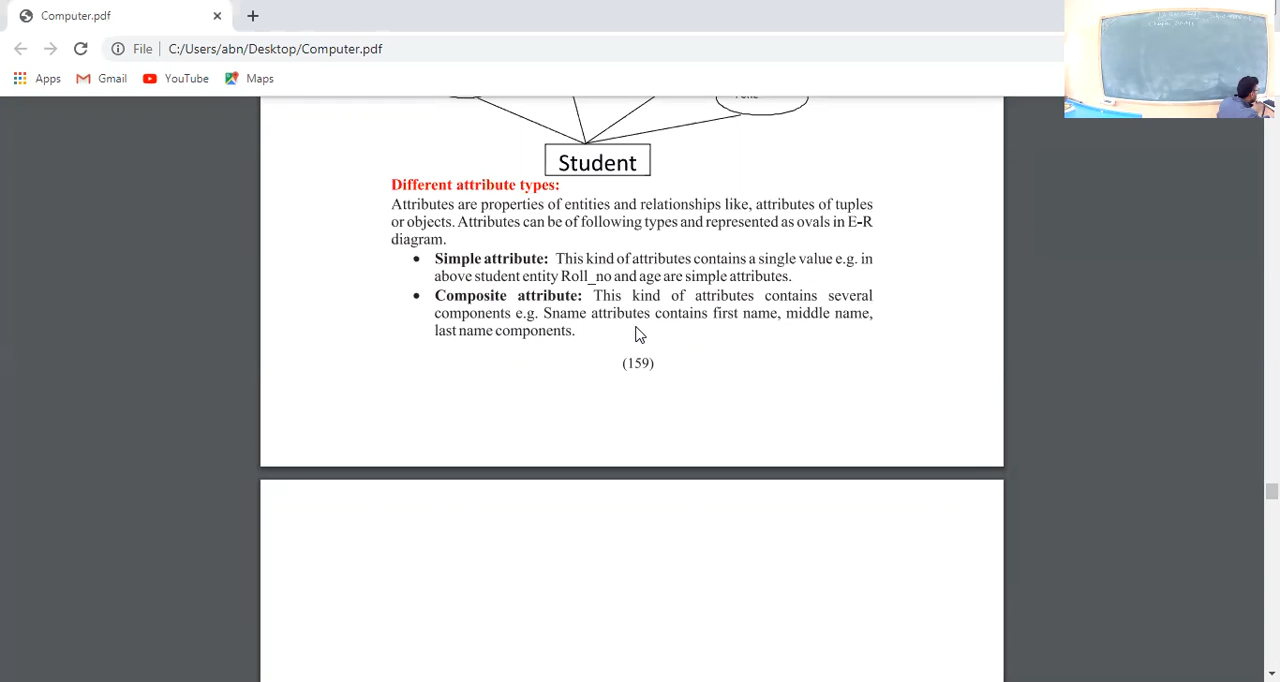 Computer.pdf
File
C:/Users/abn/Desktop/Computer.pdf
Apps
Gmail
YouTube
Maps
Student
Different attribute types:
Attributes are properties of entities and relationships like, attributes of tuples
or objects. Attributes can be of following types and represented as ovals in E-R
diagram.
• Simple attribute: This kind of attributes contains a single value e.g. in
above student entity Roll_no and age are simple attributes.
• Composite attribute: This kind of attributes contains several
components e.g. Sname attributes contains first name, middle name,
last name components.
(159)